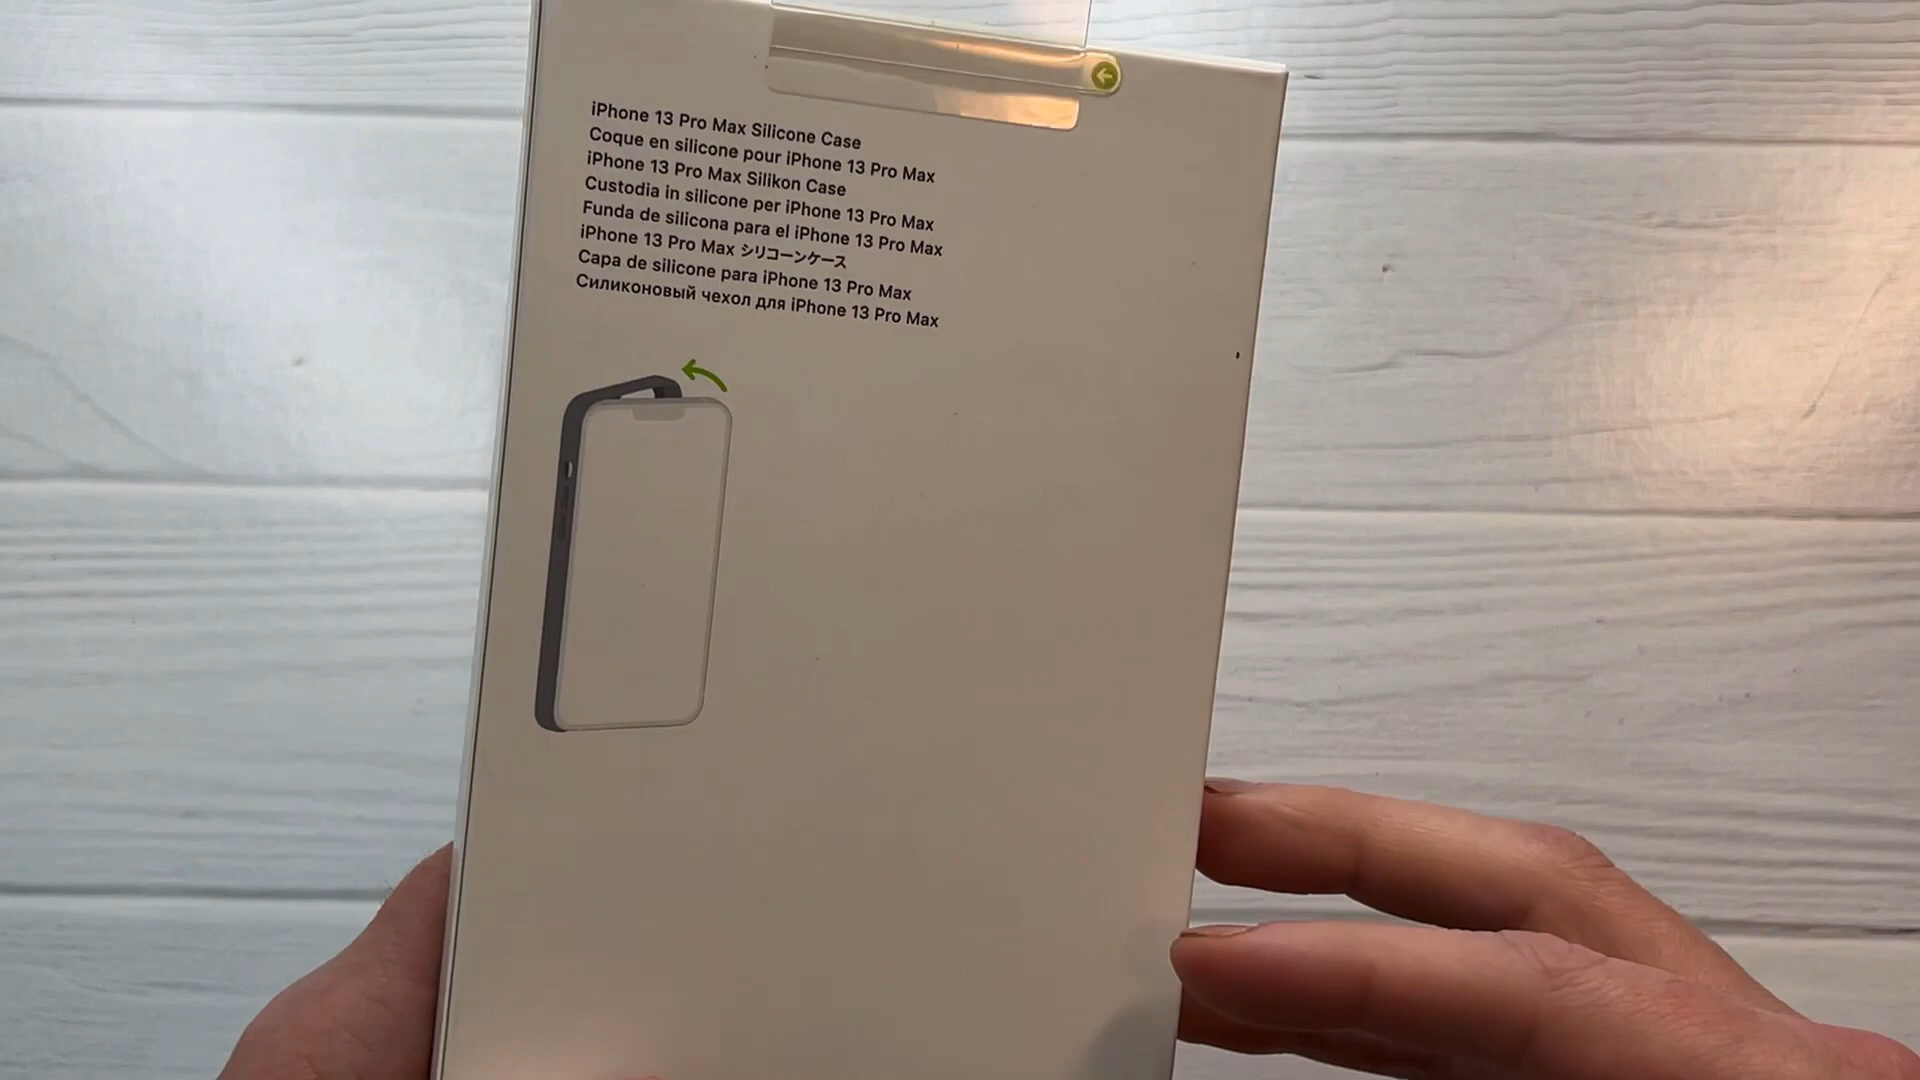 iPhone 13 Pro Max Silicone Case
Coque en silicone pour iPhone 13 Pro Max
iPhone 13 Pro Max Silikon Case
Custodia in silicone per iPhone 13 Pro Max
Funda de silicona para el iPhone 13 Pro Max
iPhone 13 Pro Max シリコーンケース
Capa de silicone para iPhone 13 Pro Max
Силиконовый чехол для iPhone 13 Pro Max